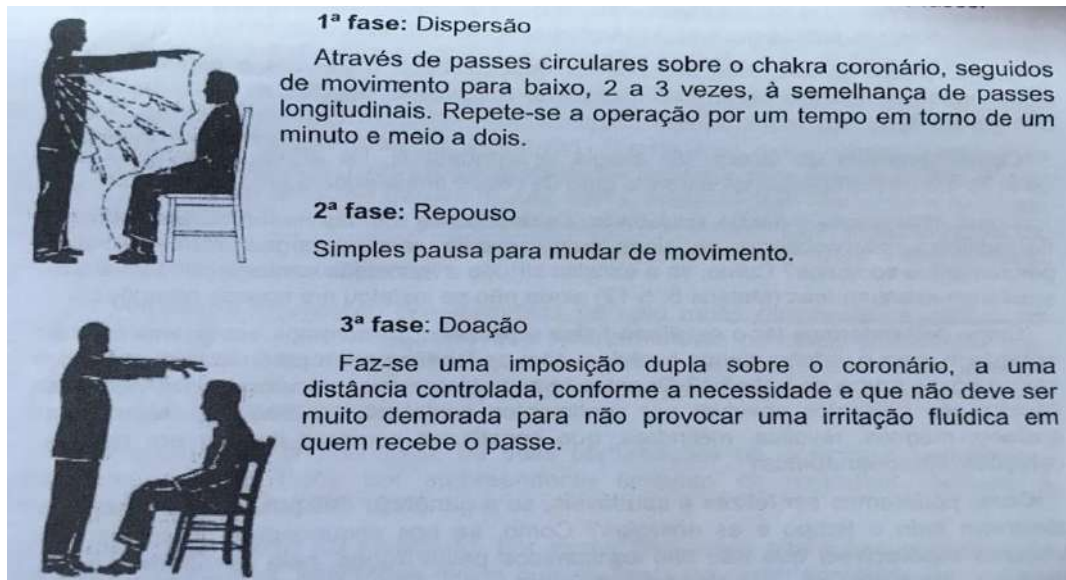 1ª fase: Dispersão
Através de passes circulares sobre o chakra coronário, seguidos
de movimento para baixo, 2 a 3 vezes, à semelhança de passes
longitudinais. Repete-se a operação por um tempo em torno de um
minuto e meio a dois.
2ª fase: Repouso
Simples pausa para mudar de movimento.
3ª fase: Doação
Faz-se uma imposição dupla sobre o coronário, a uma
distância controlada, conforme a necessidade e que não deve ser
muito demorada para não provocar uma irritação fluídica em
quem recebe o passe.